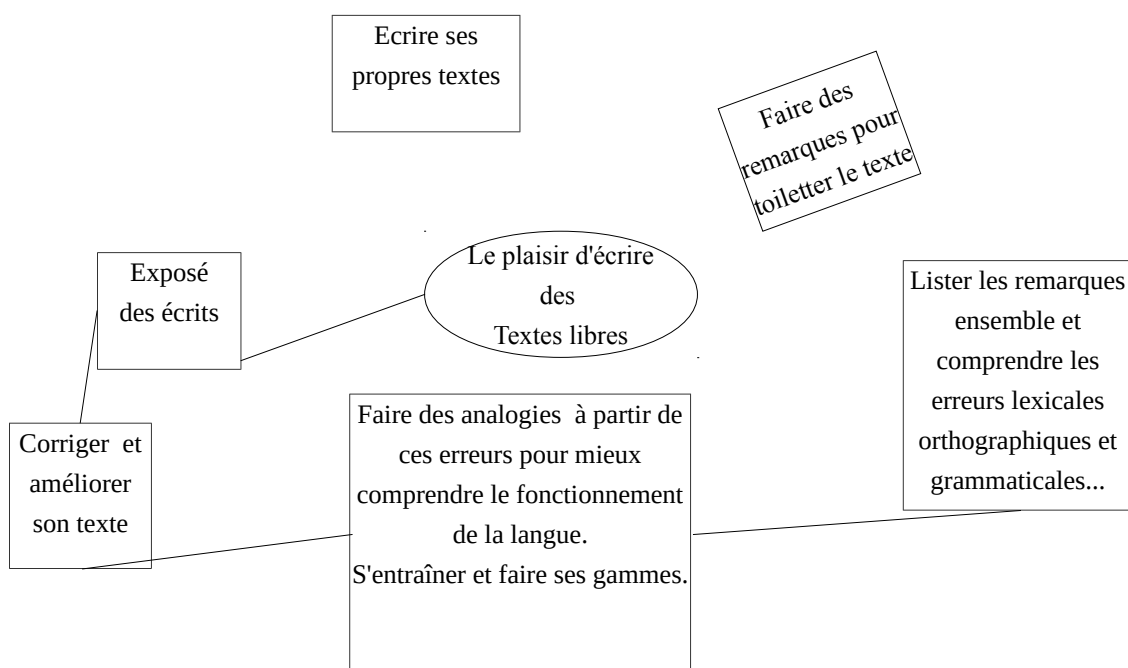 Ecrire ses
propres textes
Faire des
remarques pour
toiletter le texte
Le plaisir d'écrire
des
Textes libres
Exposé
des écrits
Lister les remarques
ensemble et
comprendre les
erreurs lexicales
orthographiques et
grammaticales...
Corriger  et
améliorer
son texte
Faire des analogies  à partir de
ces erreurs pour mieux
comprendre le fonctionnement
de la langue.
S'entraîner et faire ses gammes.